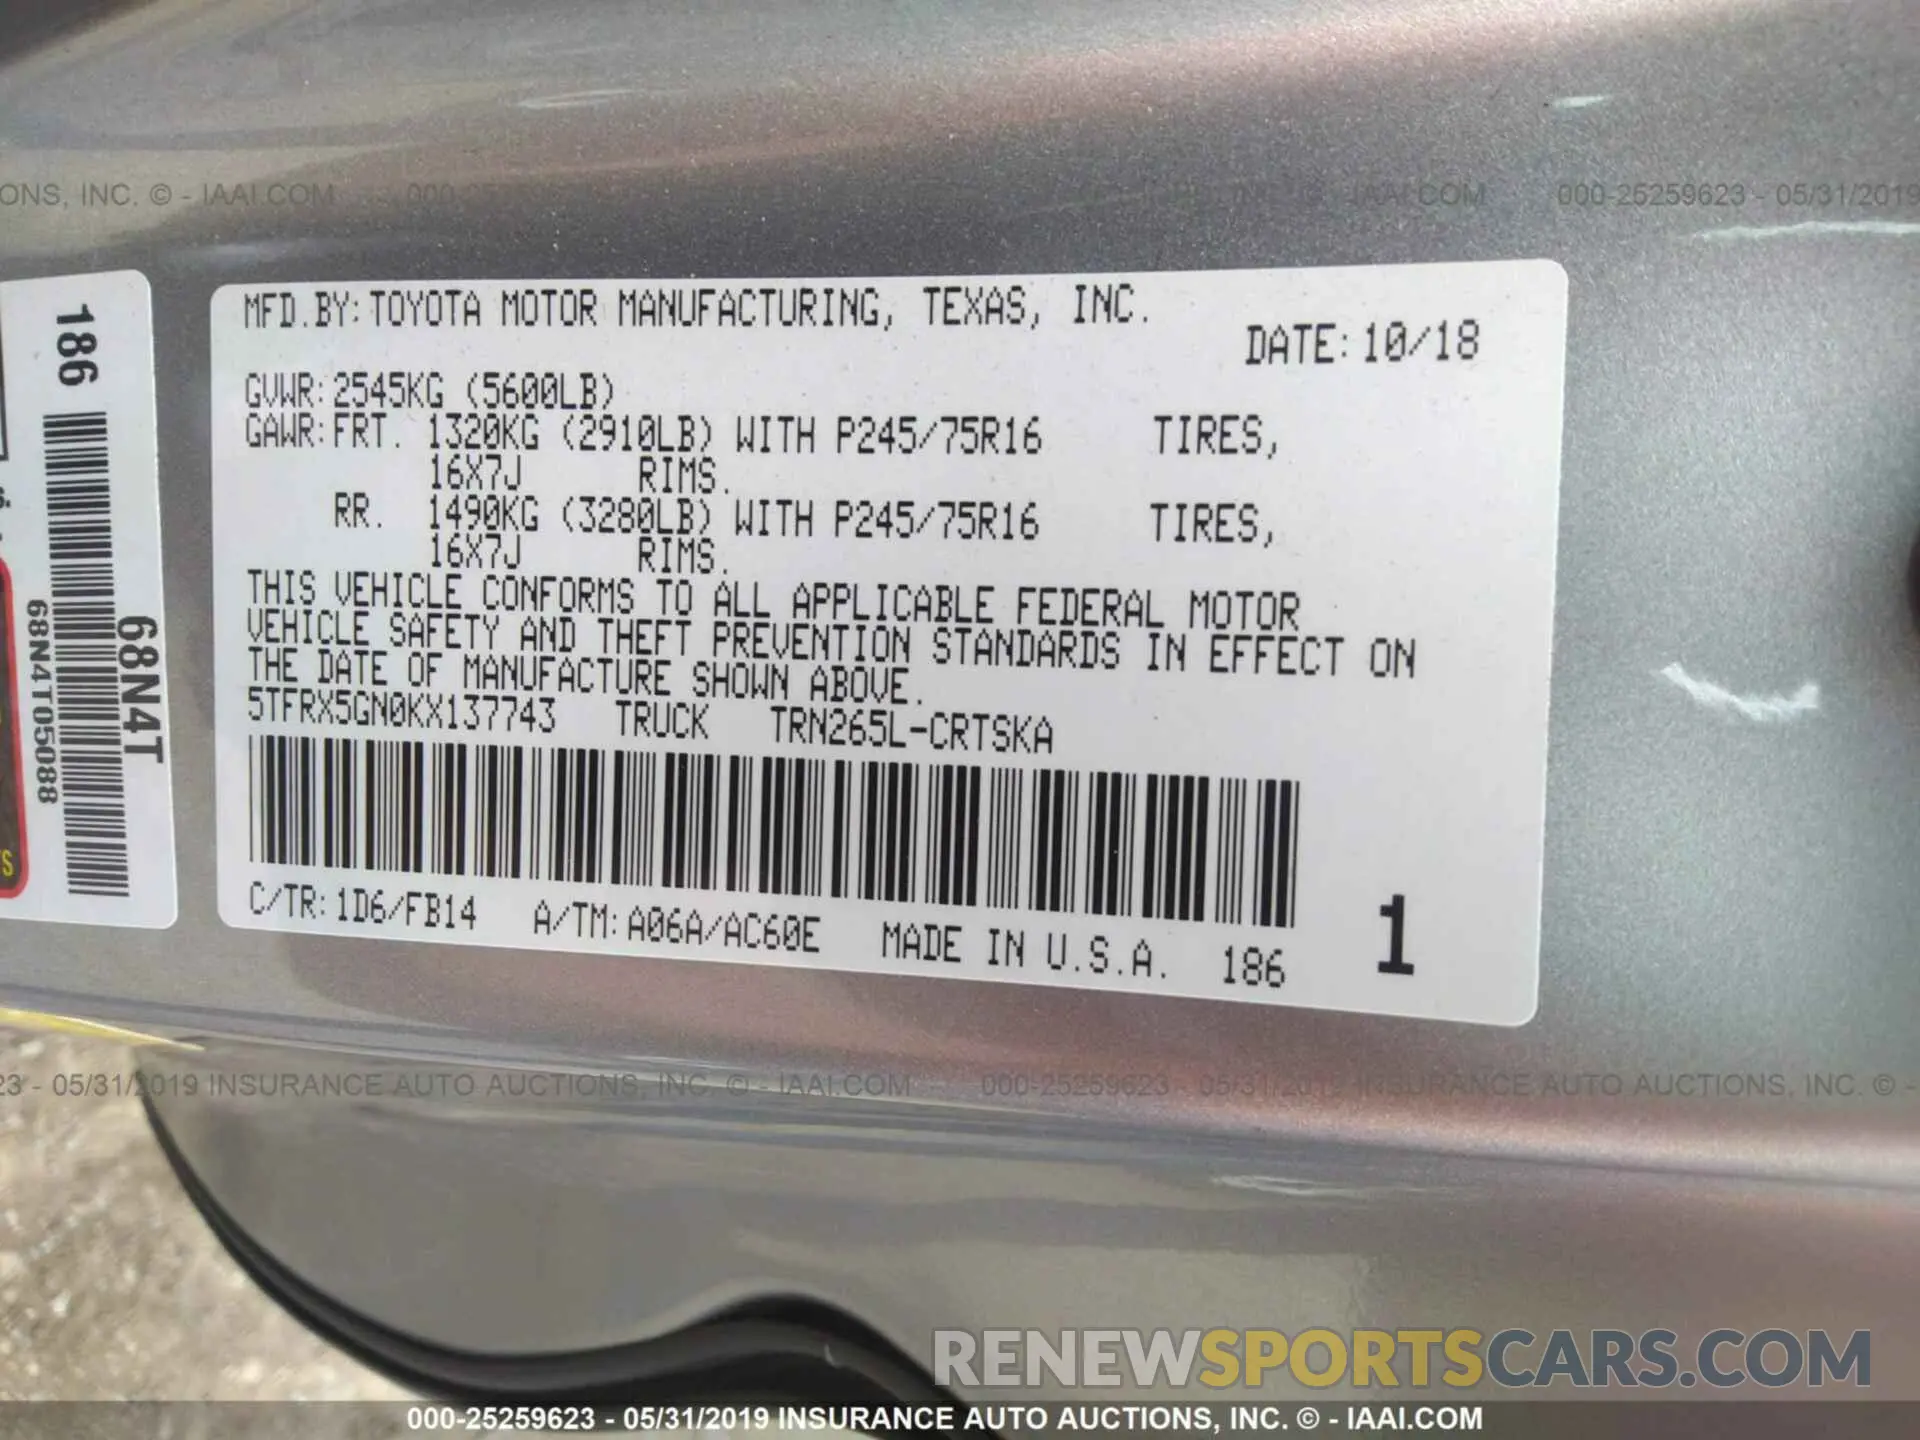 ONS, INC. © - IAAI.COM 000-25259623 IAAI.COM 000-25259623 - 05/31/2019
186
68N4T05088
68N4T
MFD.BY:TOYOTA MOTOR MANUFACTURING, TEXAS, INC.
DATE:10/18
GVWR:2545KG (5600LB)
GAWR:FRT. 1320KG (2910LB) WITH P245/75R16 TIRES,
16X7J RIMS.
RR. 1490KG (3280LB) WITH P245/75R16 TIRES,
16X7J RIMS.
THIS VEHICLE CONFORMS TO ALL APPLICABLE FEDERAL MOTOR
VEHICLE SAFETY AND THEFT PREVENTION STANDARDS IN EFFECT ON
THE DATE OF MANUFACTURE SHOWN ABOVE.
5TFRX5GN0KX137743 TRUCK TRN265L-CRTSKA
C/TR:1D6/FB14 A/TM:A06A/AC60E MADE IN U.S.A. 186
1
23 - 05/31/2019 INSURANCE AUTO AUCTIONS, INC. © - IAAI.COM 000-25259623 - 05/31/2019 INSURANCE AUTO AUCTIONS, INC. © -
RENEWSPORTSCARS.COM
000-25259623 - 05/31/2019 INSURANCE AUTO AUCTIONS, INC. © - IAAI.COM